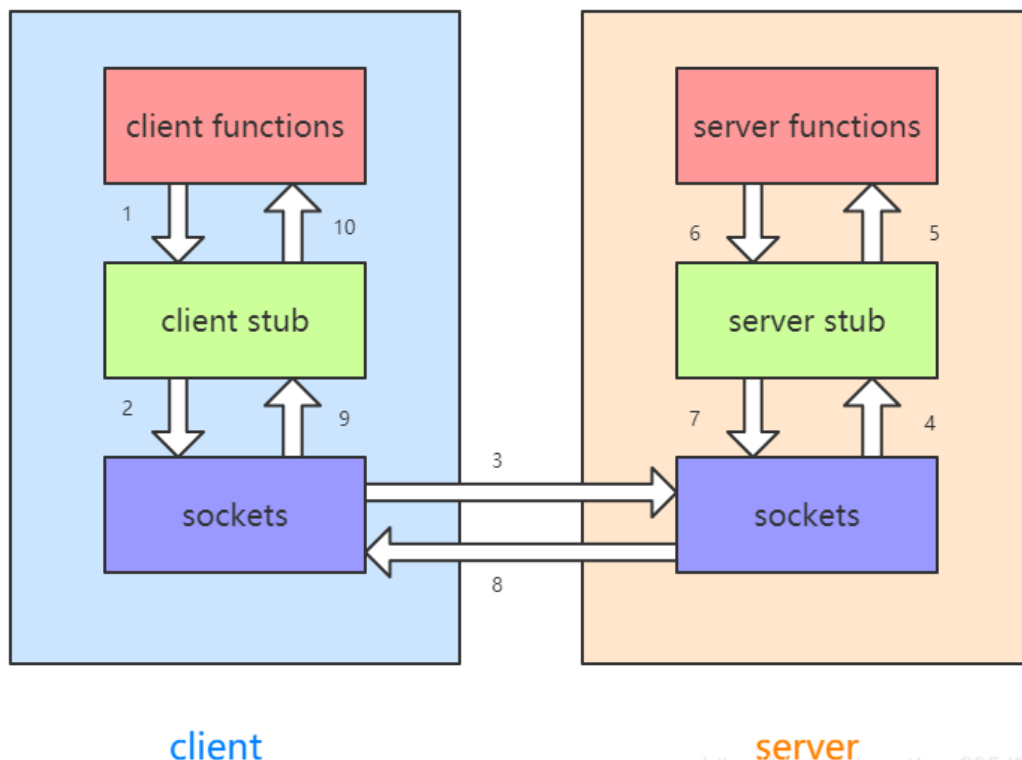 client functions
server functions
1
10
6
5
client stub
server stub
2
9
7
4
3
sockets
sockets
8
client
server